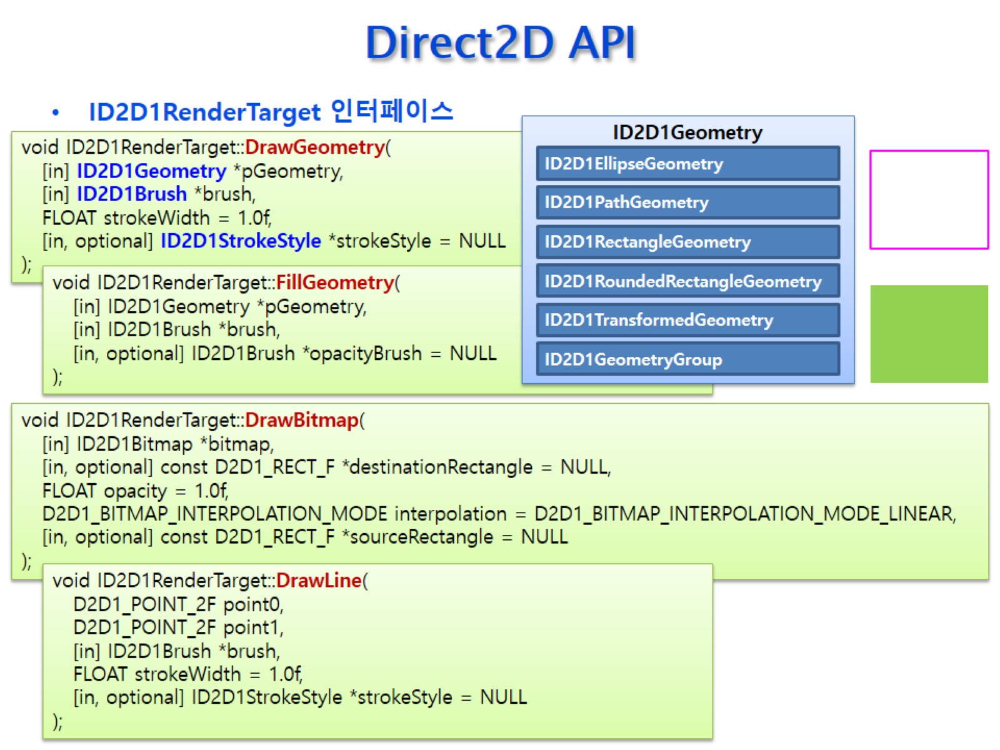 Direct2D API
• ID2D1RenderTarget 인터페이스
void ID2D1RenderTarget::DrawGeometry(
[in] ID2D1Geometry *pGeometry,
[in] ID2D1Brush *brush,
FLOAT strokeWidth = 1.0f,
[in, optional] ID2D1StrokeStyle *strokeStyle = NULL
);
void ID2D1RenderTarget::FillGeometry(
[in] ID2D1Geometry *pGeometry,
[in] ID2D1Brush *brush,
[in, optional] ID2D1Brush *opacityBrush = NULL
);
ID2D1Geometry
ID2D1EllipseGeometry
ID2D1PathGeometry
ID2D1RectangleGeometry
ID2D1RoundedRectangleGeometry
ID2D1TransformedGeometry
ID2D1GeometryGroup
void ID2D1RenderTarget::DrawBitmap(
[in] ID2D1Bitmap *bitmap,
[in, optional] const D2D1_RECT_F *destinationRectangle = NULL,
FLOAT opacity = 1.0f,
D2D1_BITMAP_INTERPOLATION_MODE interpolation = D2D1_BITMAP_INTERPOLATION_MODE_LINEAR,
[in, optional] const D2D1_RECT_F *sourceRectangle = NULL
);
void ID2D1RenderTarget::DrawLine(
D2D1_POINT_2F point0,
D2D1_POINT_2F point1,
[in] ID2D1Brush *brush,
FLOAT strokeWidth = 1.0f,
[in, optional] ID2D1StrokeStyle *strokeStyle = NULL
);